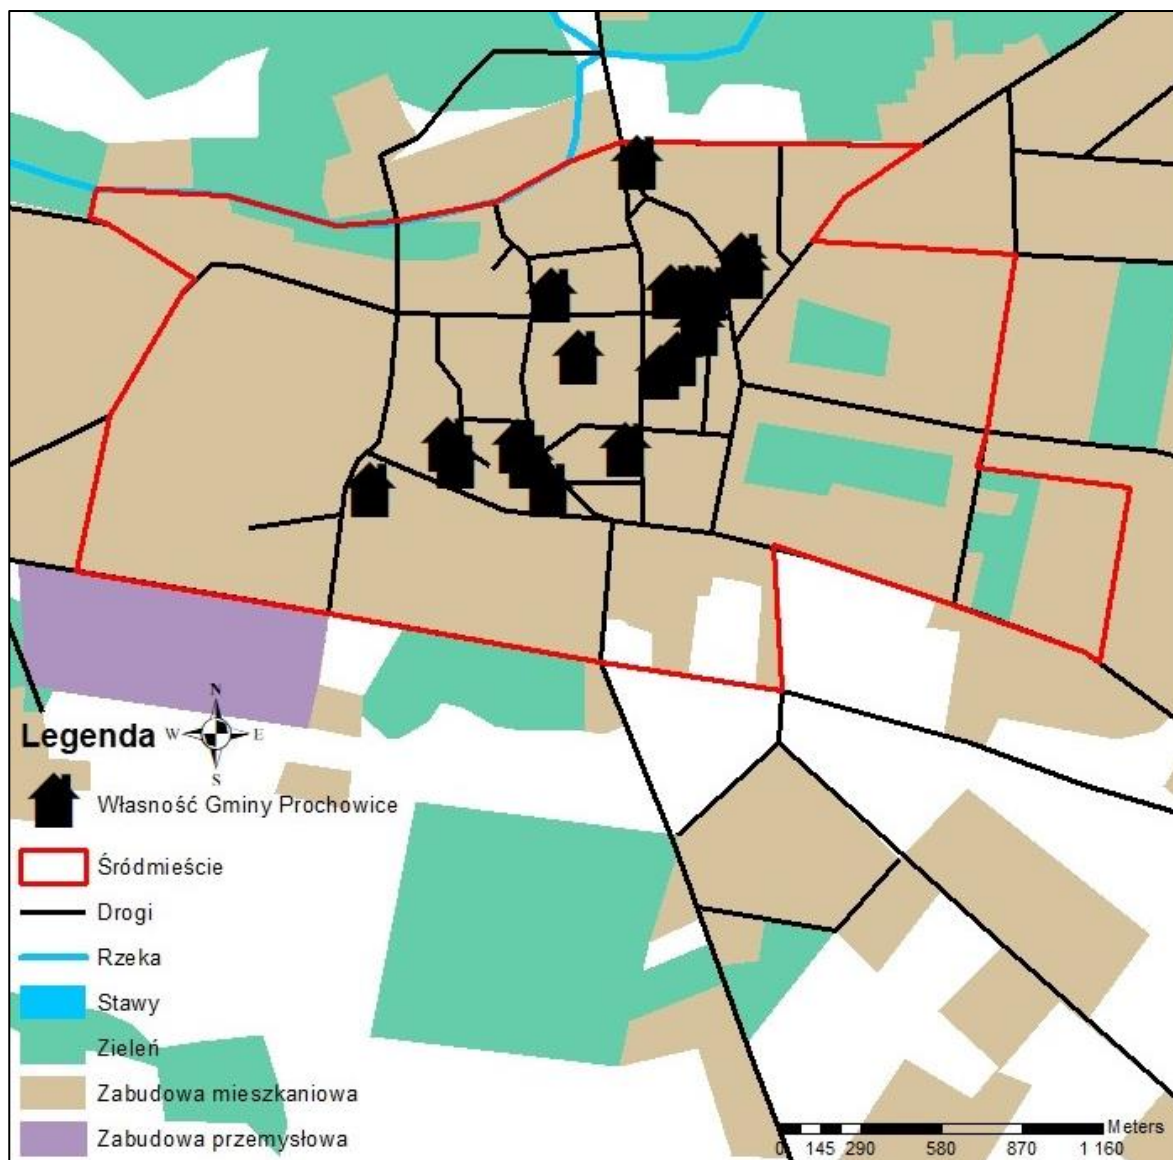 N
Legenda
W E
S
Własność Gminy Prochowice
Śródmieście
Drogi
Rzeka
Stawy
Zieleń
Zabudowa mieszkaniowa
Zabudowa przemysłowa
Meters
0 145 290 580 870 1 160